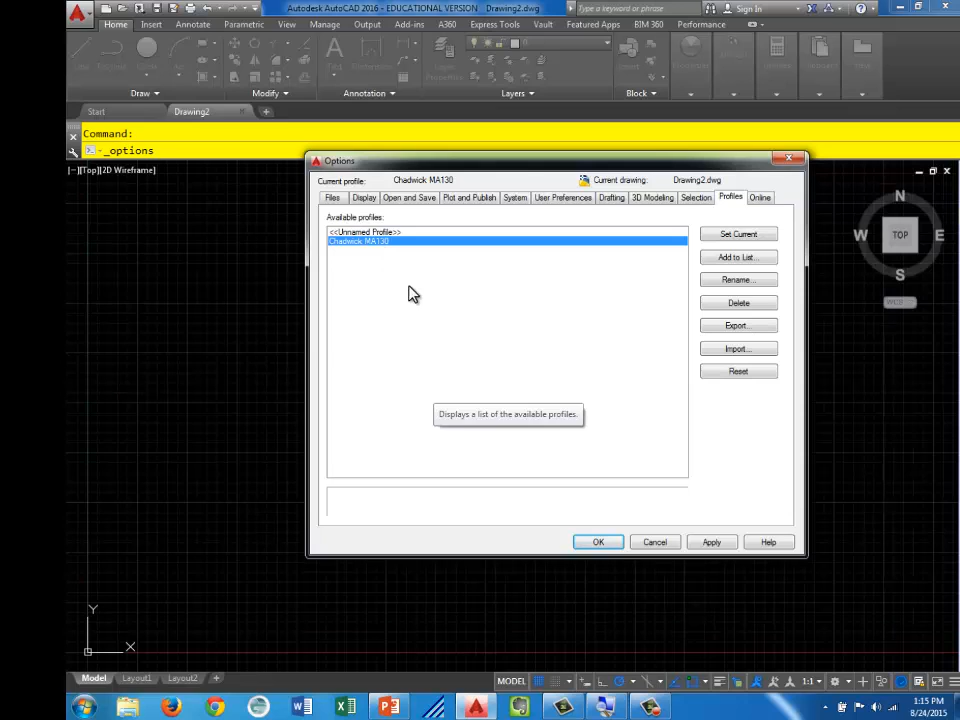 Autodesk AutoCAD 2016 - EDUCATIONAL VERSION Drawing2.dwg
Type a keyword or phrase
Sign In
Home Insert Annotate Parametric View Manage Output Add-ins A360 Express Tools Vault Featured Apps BIM 360 Performance
Draw Modify Annotation Layers Block
Start Drawing2
Command:
_options
[−][Top][2D Wireframe]
Options
Current profile: Chadwick MA130 Current drawing: Drawing2.dwg
Files Display Open and Save Plot and Publish System User Preferences Drafting 3D Modeling Selection Profiles Online
Available profiles:
<<Unnamed Profile>>
Chadwick MA130
Set Current
Add to List...
Rename...
Delete
Export...
Import...
Reset
Displays a list of the available profiles.
OK Cancel Apply Help
N
W TOP E
S
Y
X
Model Layout1 Layout2
MODEL 1:1
1:15 PM
8/24/2015